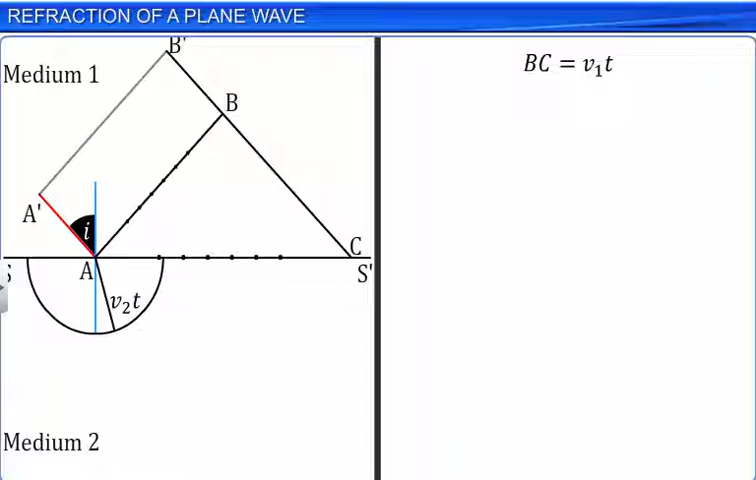 REFRACTION OF A PLANE WAVE
B'
Medium 1
BC = v₁t
B
A'
i
C
A
S
S'
v₂t
Medium 2